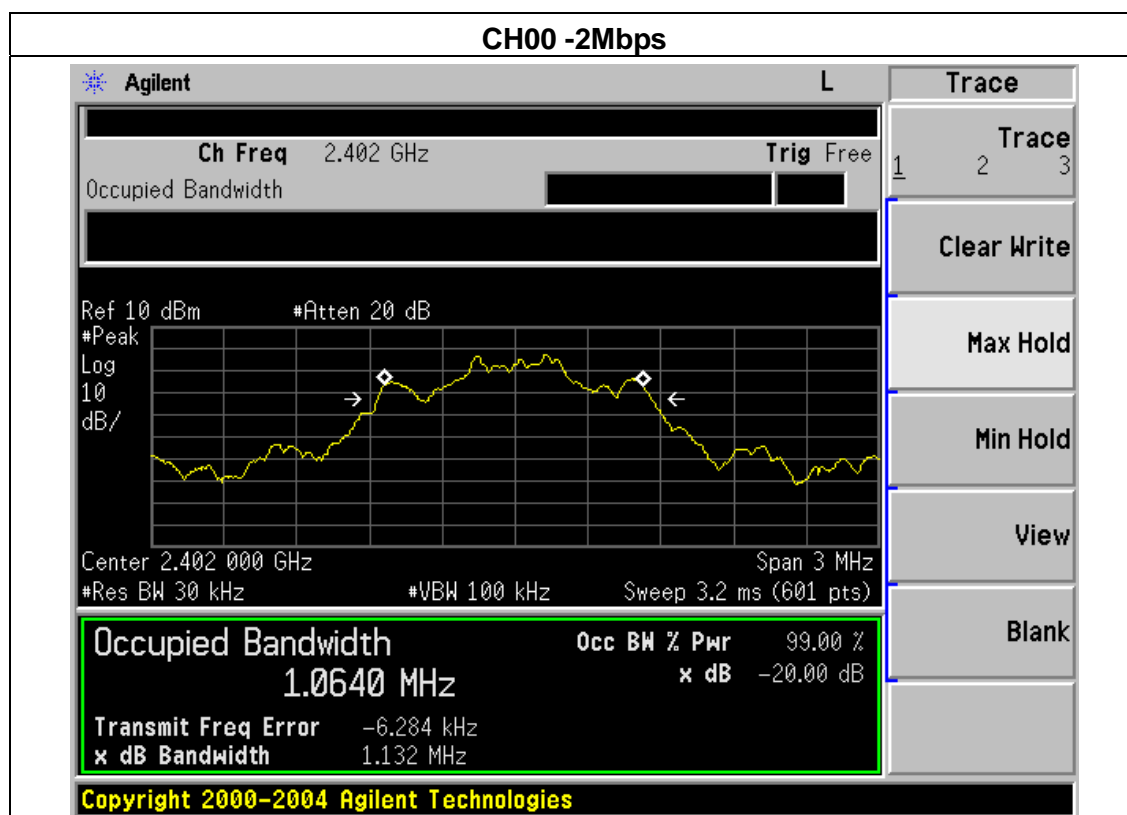 CH00 -2Mbps
Agilent L Trace
Ch Freq 2.402 GHz Trig Free
Occupied Bandwidth
Trace
1 2 3
Clear Write
Ref 10 dBm #Atten 20 dB
#Peak
Log
10
dB/
Max Hold
Min Hold
View
Center 2.402 000 GHz Span 3 MHz
#Res BW 30 kHz #VBW 100 kHz Sweep 3.2 ms (601 pts)
Blank
Occupied Bandwidth Occ BW % Pwr 99.00 %
1.0640 MHz x dB -20.00 dB
Transmit Freq Error -6.284 kHz
x dB Bandwidth 1.132 MHz
Copyright 2000-2004 Agilent Technologies